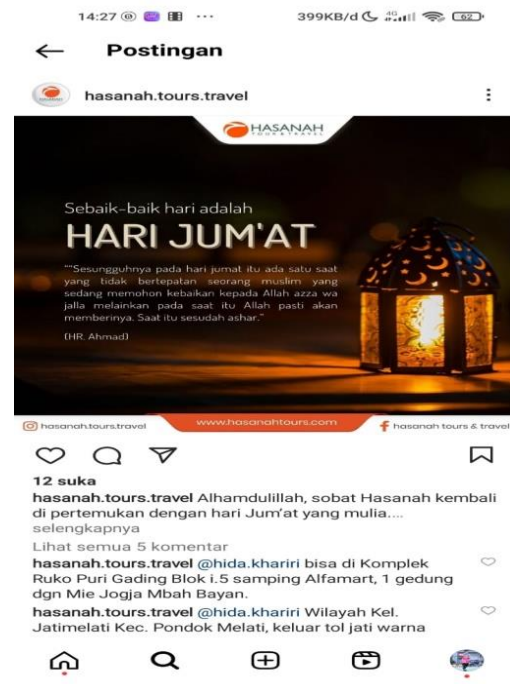 14:27
399KB/d
4G
62
Postingan
hasanah.tours.travel
HASANAH
TOUR & TRAVEL
Sebaik-baik hari adalah
HARI JUM'AT
""Sesungguhnya pada hari jumat itu ada satu saat
yang tidak bertepatan seorang muslim yang
sedang memohon kebaikan kepada Allah azza wa
jalla melainkan pada saat itu Allah pasti akan
memberinya. Saat itu sesudah ashar."
(HR. Ahmad)
hasanah.tours.travel
www.hasanahtours.com
hasanah tours & travel
12 suka
hasanah.tours.travel Alhamdulillah, sobat Hasanah kembali
di pertemukan dengan hari Jum'at yang mulia....
selengkapnya
Lihat semua 5 komentar
hasanah.tours.travel @hida.khariri bisa di Komplek
Ruko Puri Gading Blok i.5 samping Alfamart, 1 gedung
dgn Mie Jogja Mbah Bayan.
hasanah.tours.travel @hida.khariri Wilayah Kel.
Jatimelati Kec. Pondok Melati, keluar tol jati warna